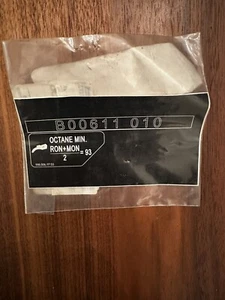 B00611 010
OCTANE MIN.
RON+MON
2
= 93